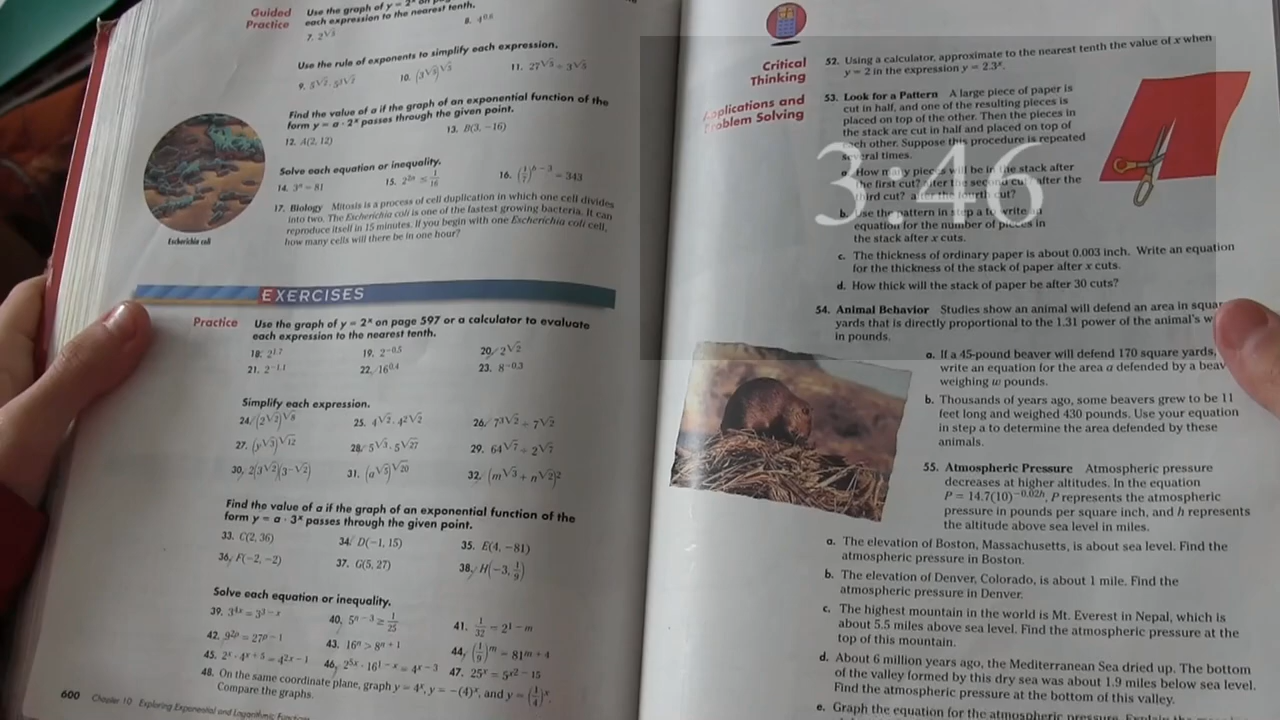 Guided
Practice
Use the graph of y = 2ˣ on
each expression to the nearest tenth.
7. 2^√3
8. 4^0.8
Use the rule of exponents to simplify each expression.
9. 5^√2 · 5^3√2
10. (3^√8)^√3
11. 27^√5 ÷ 3^√5
Find the value of a if the graph of an exponential function of the
form y = a · 2ˣ passes through the given point.
12. A(2, 12)
13. B(3, −16)
Solve each equation or inequality.
14. 3ⁿ = 81
15. 2^2n ≤ 1/16
16. (1/7)^ − 3 = 343
17. Biology Mitosis is a process of cell duplication in which one cell divides
into two. The Escherichia coli is one of the fastest growing bacteria. It can
reproduce itself in 15 minutes. If you begin with one Escherichia coli cell,
how many cells will there be in one hour?
Escherichia coli
EXERCISES
Practice
Use the graph of y = 2ˣ on page 597 or a calculator to evaluate
each expression to the nearest tenth.
18. 2^1.7
19. 2^−0.5
20. 2^√2
21. 2^−1.1
22. 16^0.4
23. 8^−0.3
Simplify each expression.
24. (2^√2)^√8
25. 4^√2 · 4^2√2
26. 7^3√2 ÷ 7^√2
27. (y^√3)^√12
28. 5^√3 · 5^√27
29. 64^√7 ÷ 2^√7
30. 2(3^√2)(3^−√2)
31. (a^√5)^√20
32. (m^√3 + n^√2)²
Find the value of a if the graph of an exponential function of the
form y = a · 3ˣ passes through the given point.
33. C(2, 36)
34. D(−1, 15)
35. E(4, −81)
36. F(−2, −2)
37. G(5, 27)
38. H(−3, 1/9)
Solve each equation or inequality.
39. 3^4x = 3^3 − x
40. 5^n − 3 ≥ 1/25
41. 1/32 = 2^1 − m
42. 9^2p = 27^p − 1
43. 16ⁿ > 8^n + 1
44. (1/9)^m = 81^m + 4
45. 2ˣ · 4^x + 5 = 4^2x − 1
46. 2^5x · 16^1 − x = 4^x − 3
47. 25ˣ = 5^x² − 15
48. On the same coordinate plane, graph y = 4ˣ, y = −(4)ˣ, and y = (1/4)ˣ.
Compare the graphs.
600 Chapter 10 Exploring Exponential and Logarithmic
Critical
Thinking
52. Using a calculator, approximate to the nearest tenth the value of x when
y = 2 in the expression y = 2.3ˣ.
Applications and
Problem Solving
53. Look for a Pattern A large piece of paper is
cut in half, and one of the resulting pieces is
placed on top of the other. Then the pieces in
the stack are cut in half and placed on top of
each other. Suppose this procedure is repeated
several times.
How many pieces will be in the stack after
the first cut? after the second cut? after the
third cut? after the fourth cut?
b. Use the pattern in step a to write an
equation for the number of pieces in
the stack after x cuts.
3:46
c. The thickness of ordinary paper is about 0.003 inch. Write an equation
for the thickness of the stack of paper after x cuts.
d. How thick will the stack of paper be after 30 cuts?
54. Animal Behavior Studies show an animal will defend an area in
yards that is directly proportional to the 1.31 power of the animal's
in pounds.
a. If a 45-pound beaver will defend 170 square yards,
write an equation for the area a defended by a
weighing w pounds.
b. Thousands of years ago, some beavers grew to be 11
feet long and weighed 430 pounds. Use your equation
in step a to determine the area defended by these
animals.
55. Atmospheric Pressure Atmospheric pressure
decreases at higher altitudes. In the equation
P = 14.7(10)^−0.02h, P represents the atmospheric
pressure in pounds per square inch, and h represents
the altitude above sea level in miles.
a. The elevation of Boston, Massachusetts, is about sea level. Find the
atmospheric pressure in Boston.
b. The elevation of Denver, Colorado, is about 1 mile. Find the
atmospheric pressure in Denver.
c. The highest mountain in the world is Mt. Everest in Nepal, which is
about 5.5 miles above sea level. Find the atmospheric pressure at the
top of this mountain.
d. About 6 million years ago, the Mediterranean Sea dried up. The bottom
of the valley formed by this dry sea was about 1.9 miles below sea level.
Find the atmospheric pressure at the bottom of this valley.
e. Graph the equation for the atmospheric pressure.